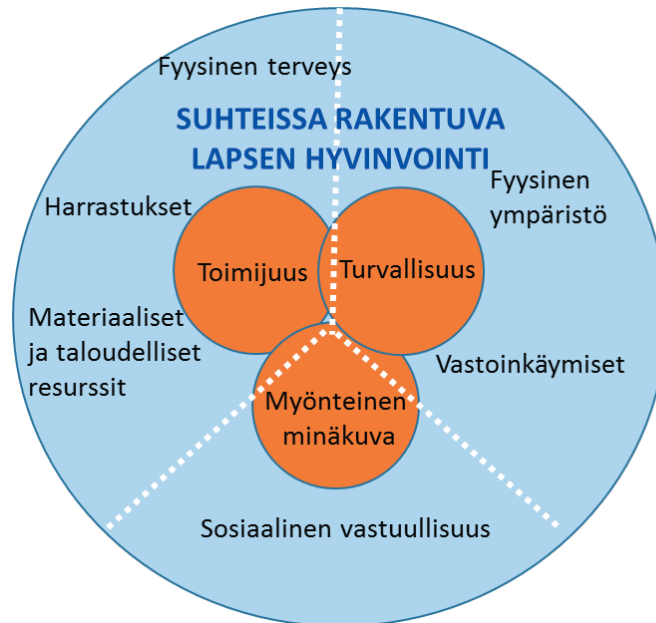 Fyysinen terveys
SUHTEISSA RAKENTUVA
LAPSEN HYVINVOINTI
Harrastukset
Fyysinen
ympäristö
Toimijuus
Turvallisuus
Materiaaliset
ja taloudelliset
resurssit
Vastoinkäymiset
Myönteinen
minäkuva
Sosiaalinen vastuullisuus